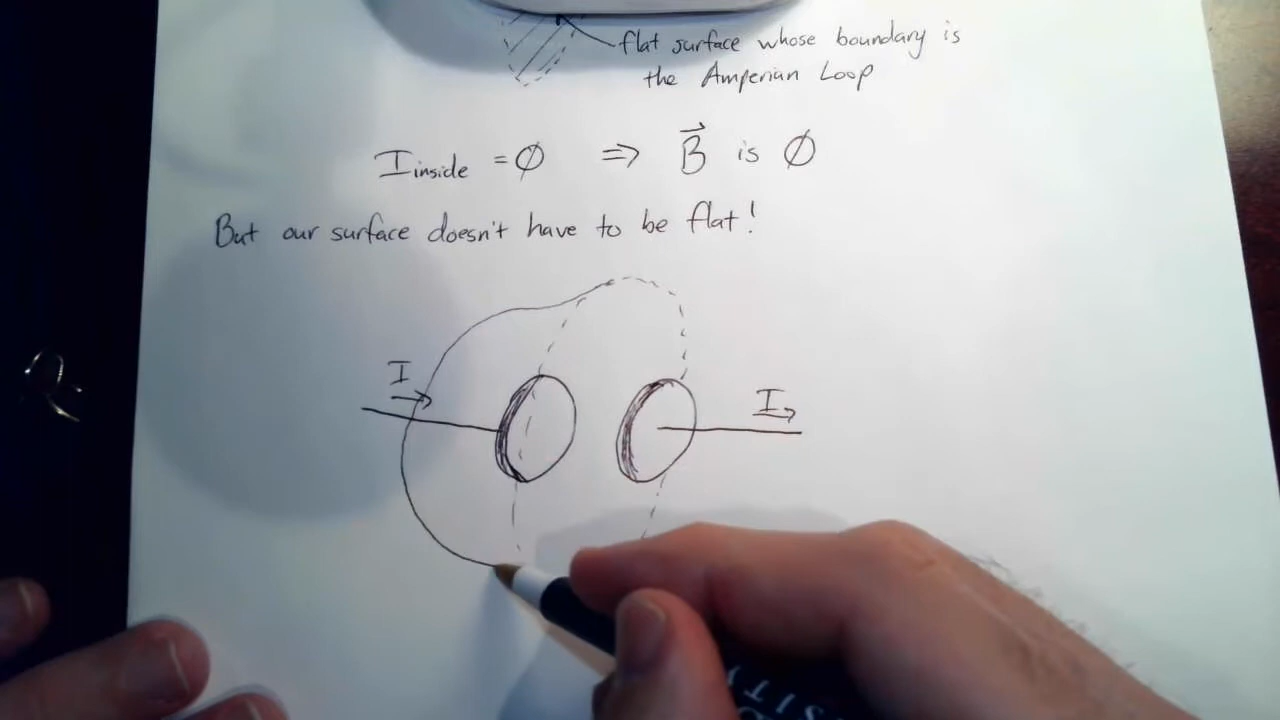 flat surface whose boundary is
the Amperian Loop
I inside = ∅ ⇒ B⃗ is ∅
But our surface doesn't have to be flat!
I
I